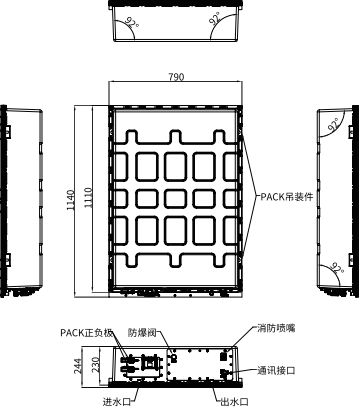 92°
92°
790
92°
1140
1110
PACK吊装件
92°
PACK正负极
防爆阀
消防喷嘴
244
230
通讯接口
进水口
出水口